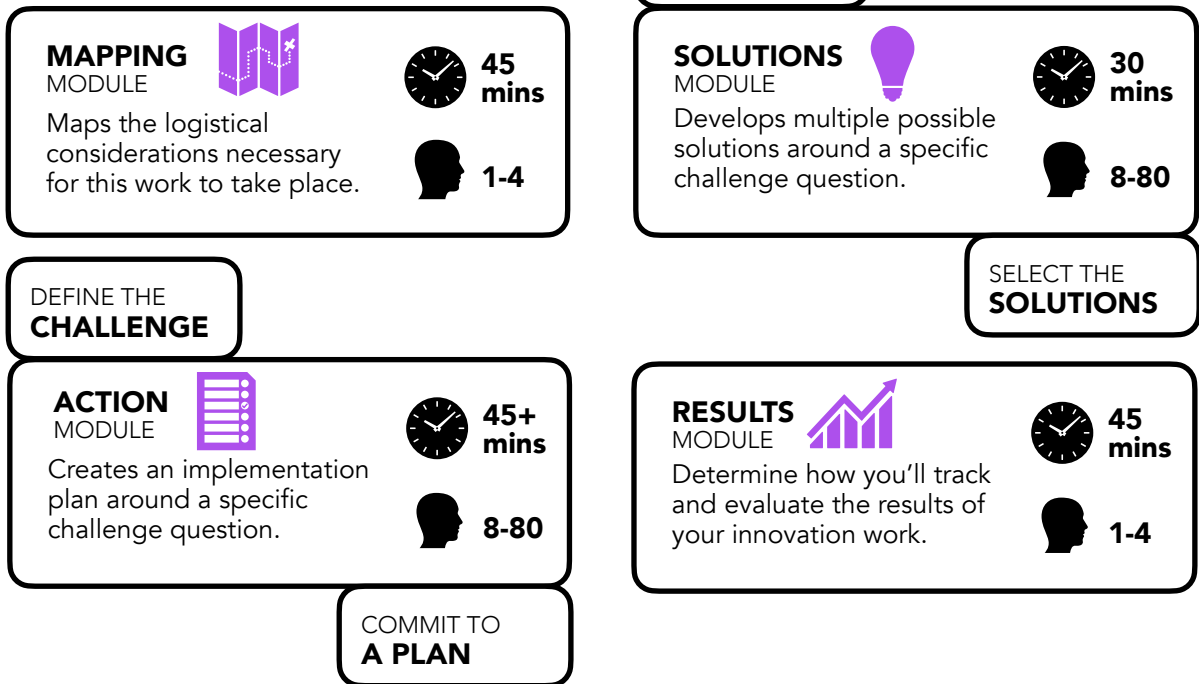 MAPPING
MODULE
Maps the logistical
considerations necessary
for this work to take place.
45
mins
1-4
SOLUTIONS
MODULE
Develops multiple possible
solutions around a specific
challenge question.
30
mins
8-80
SELECT THE
SOLUTIONS
DEFINE THE
CHALLENGE
ACTION
MODULE
Creates an implementation
plan around a specific
challenge question.
45+
mins
8-80
COMMIT TO
A PLAN
RESULTS
MODULE
Determine how you’ll track
and evaluate the results of
your innovation work.
45
mins
1-4